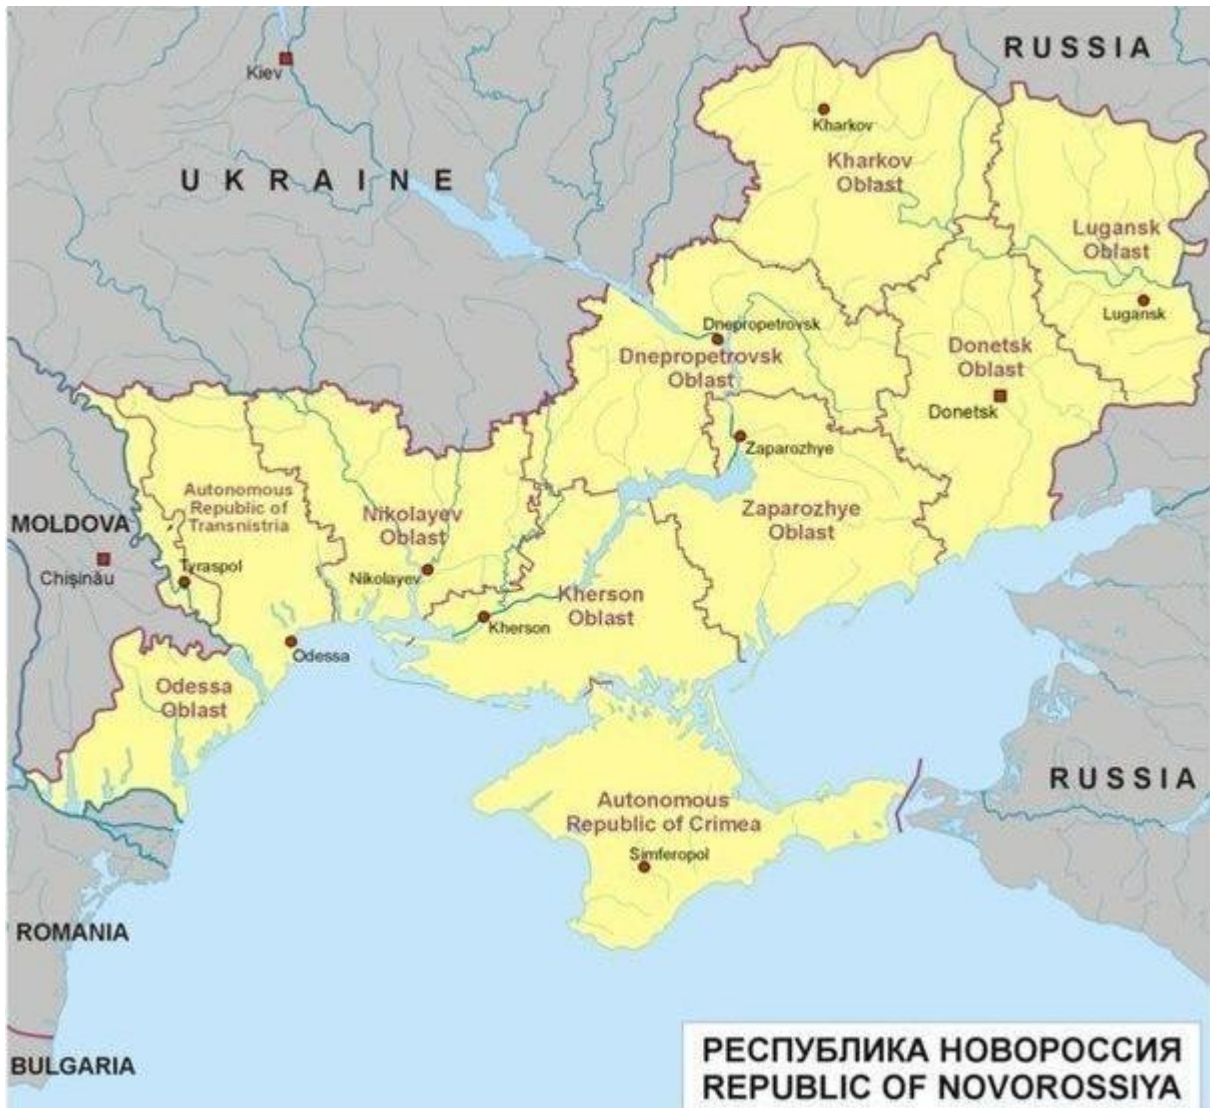 RUSSIA
Kiev
Kharkov
Kharkov
Oblast
UKRAINE
Lugansk
Oblast
Lugansk
Dnepropetrovsk
Dnepropetrovsk
Oblast
Donetsk
Oblast
Donetsk
Zaparozhye
Autonomous
Republic of
Transnistria
MOLDOVA
Nikolayev
Oblast
Zaparozhye
Oblast
Chişinău
Tyraspol
Nikolayev
Kherson
Oblast
Kherson
Odessa
Odessa
Oblast
RUSSIA
Autonomous
Republic of Crimea
Simferopol
ROMANIA
BULGARIA
РЕСПУБЛИКА НОВОРОССИЯ
REPUBLIC OF NOVOROSSIYA